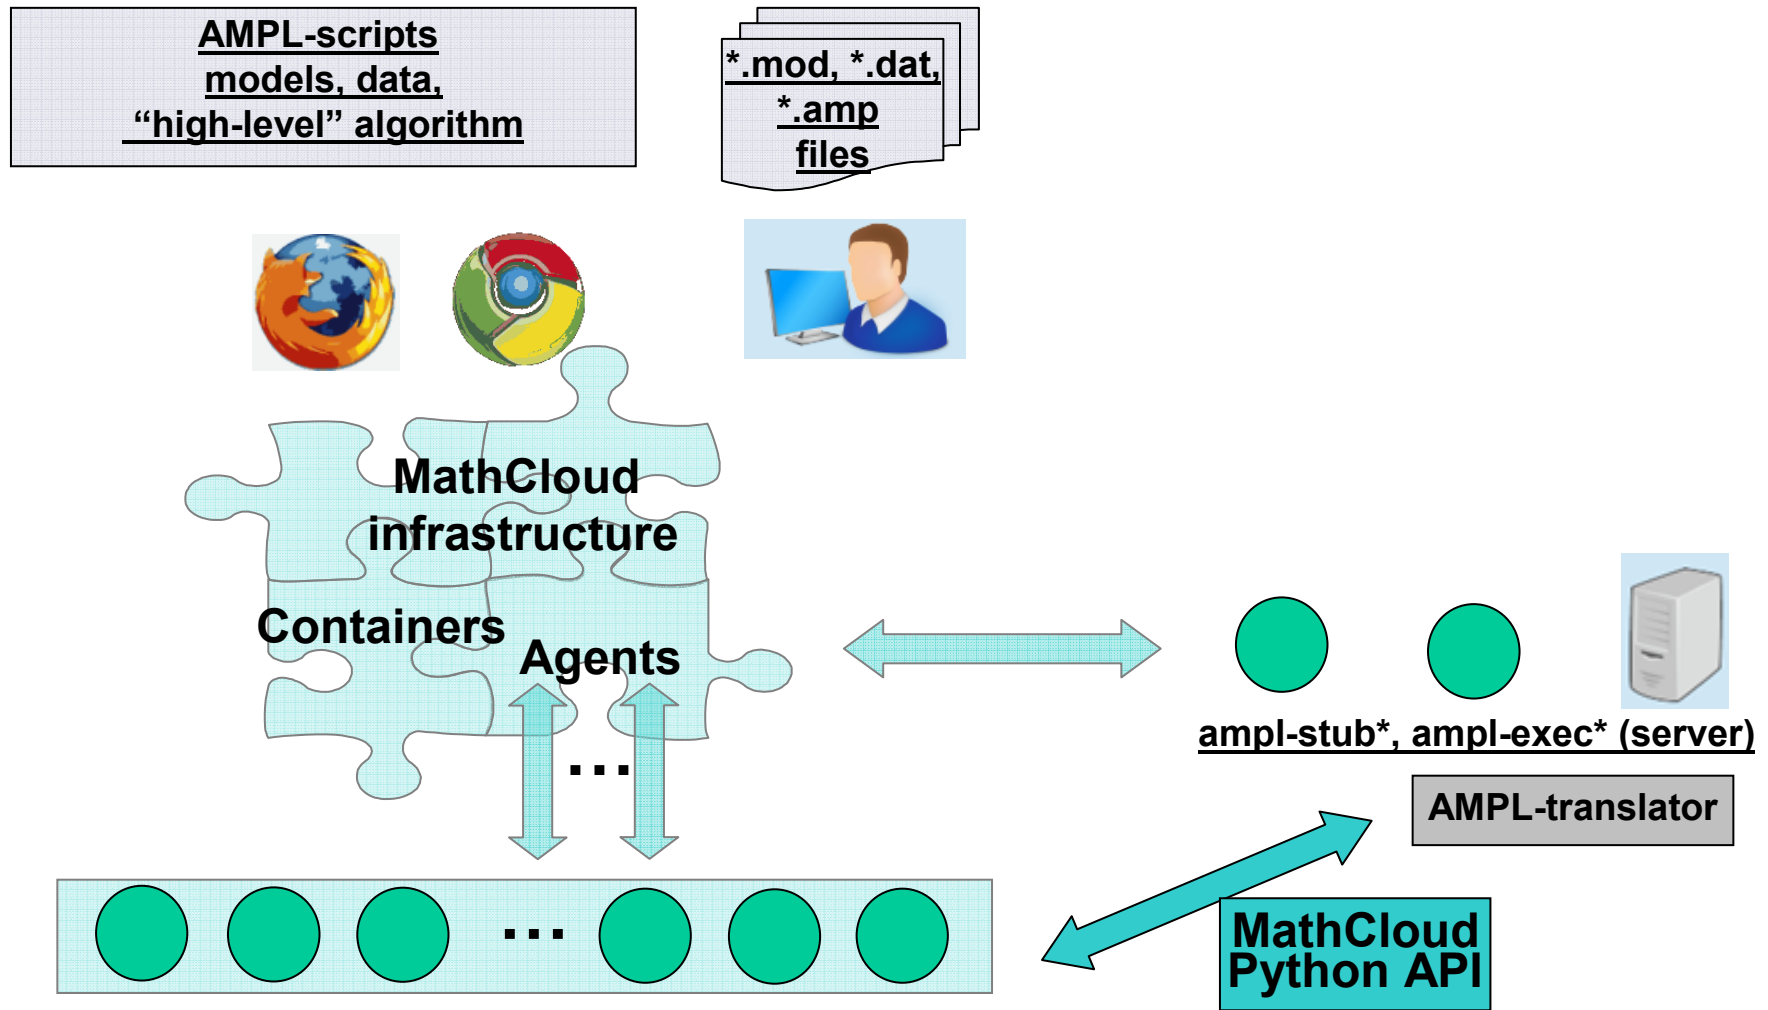 AMPL-scripts
models, data,
“high-level” algorithm
*.mod, *.dat,
*.amp
files
MathCloud
infrastructure
Containers
Agents
...
ampl-stub*, ampl-exec* (server)
AMPL-translator
...
MathCloud
Python API